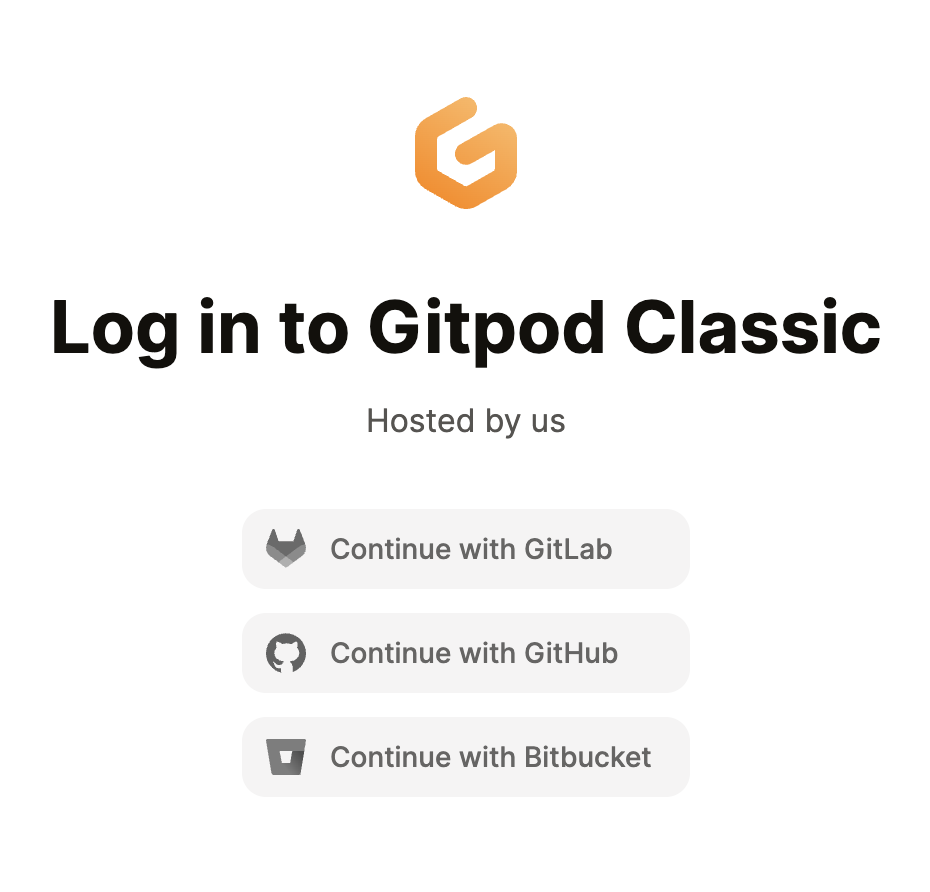 Log in to Gitpod Classic
Hosted by us
Continue with GitLab
Continue with GitHub
Continue with Bitbucket